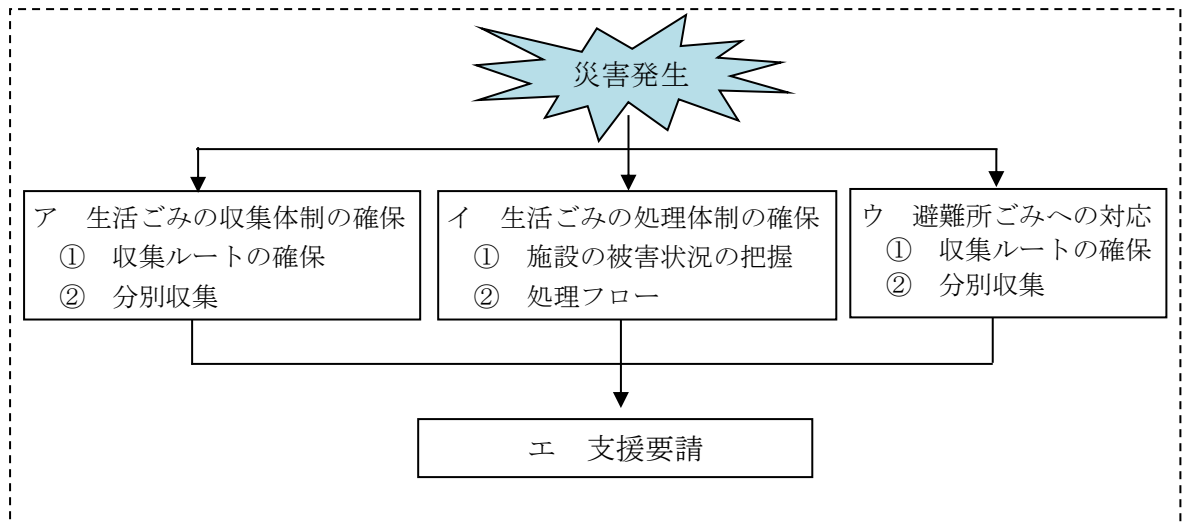 災害発生
ア 生活ごみの収集体制の確保
① 収集ルートの確保
② 分別収集
イ 生活ごみの処理体制の確保
① 施設の被害状況の把握
② 処理フロー
ウ 避難所ごみへの対応
① 収集ルートの確保
② 分別収集
エ 支援要請